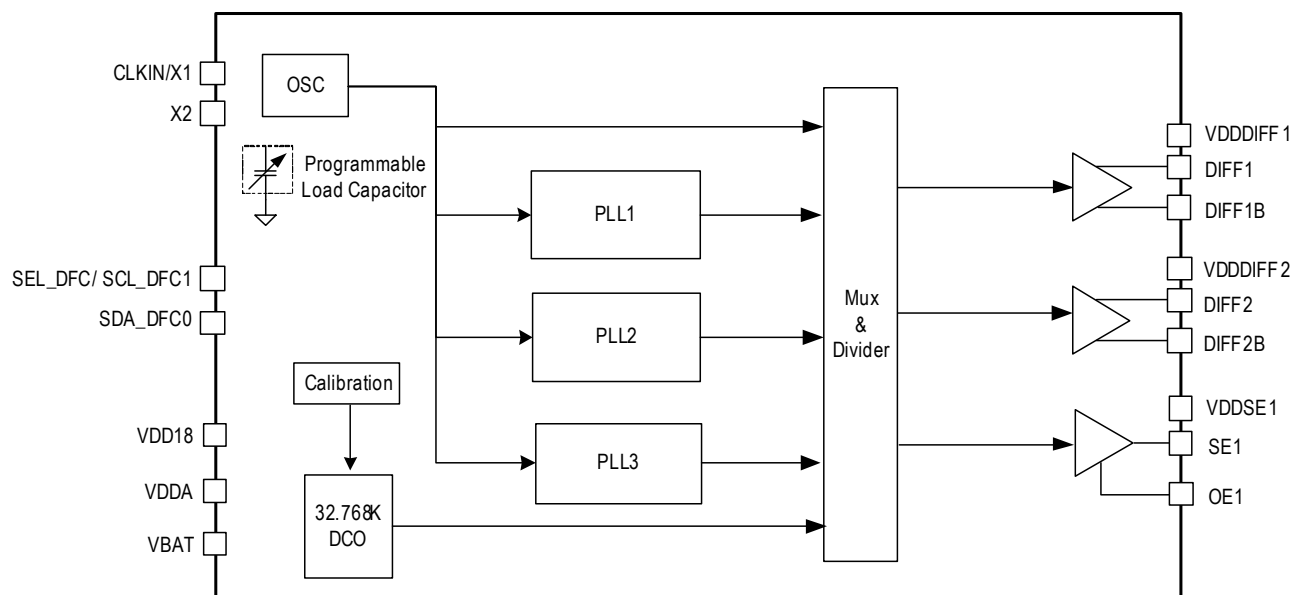 CLKIN/X1
X2
OSC
Programmable
Load Capacitor
SEL_DFC/ SCL_DFC1
SDA_DFC0
Calibration
VDD18
VDDA
VBAT
32.768K
DCO
PLL1
PLL2
PLL3
Mux
&
Divider
VDDDIFF1
DIFF1
DIFF1B
VDDDIFF2
DIFF2
DIFF2B
VDDSE1
SE1
OE1